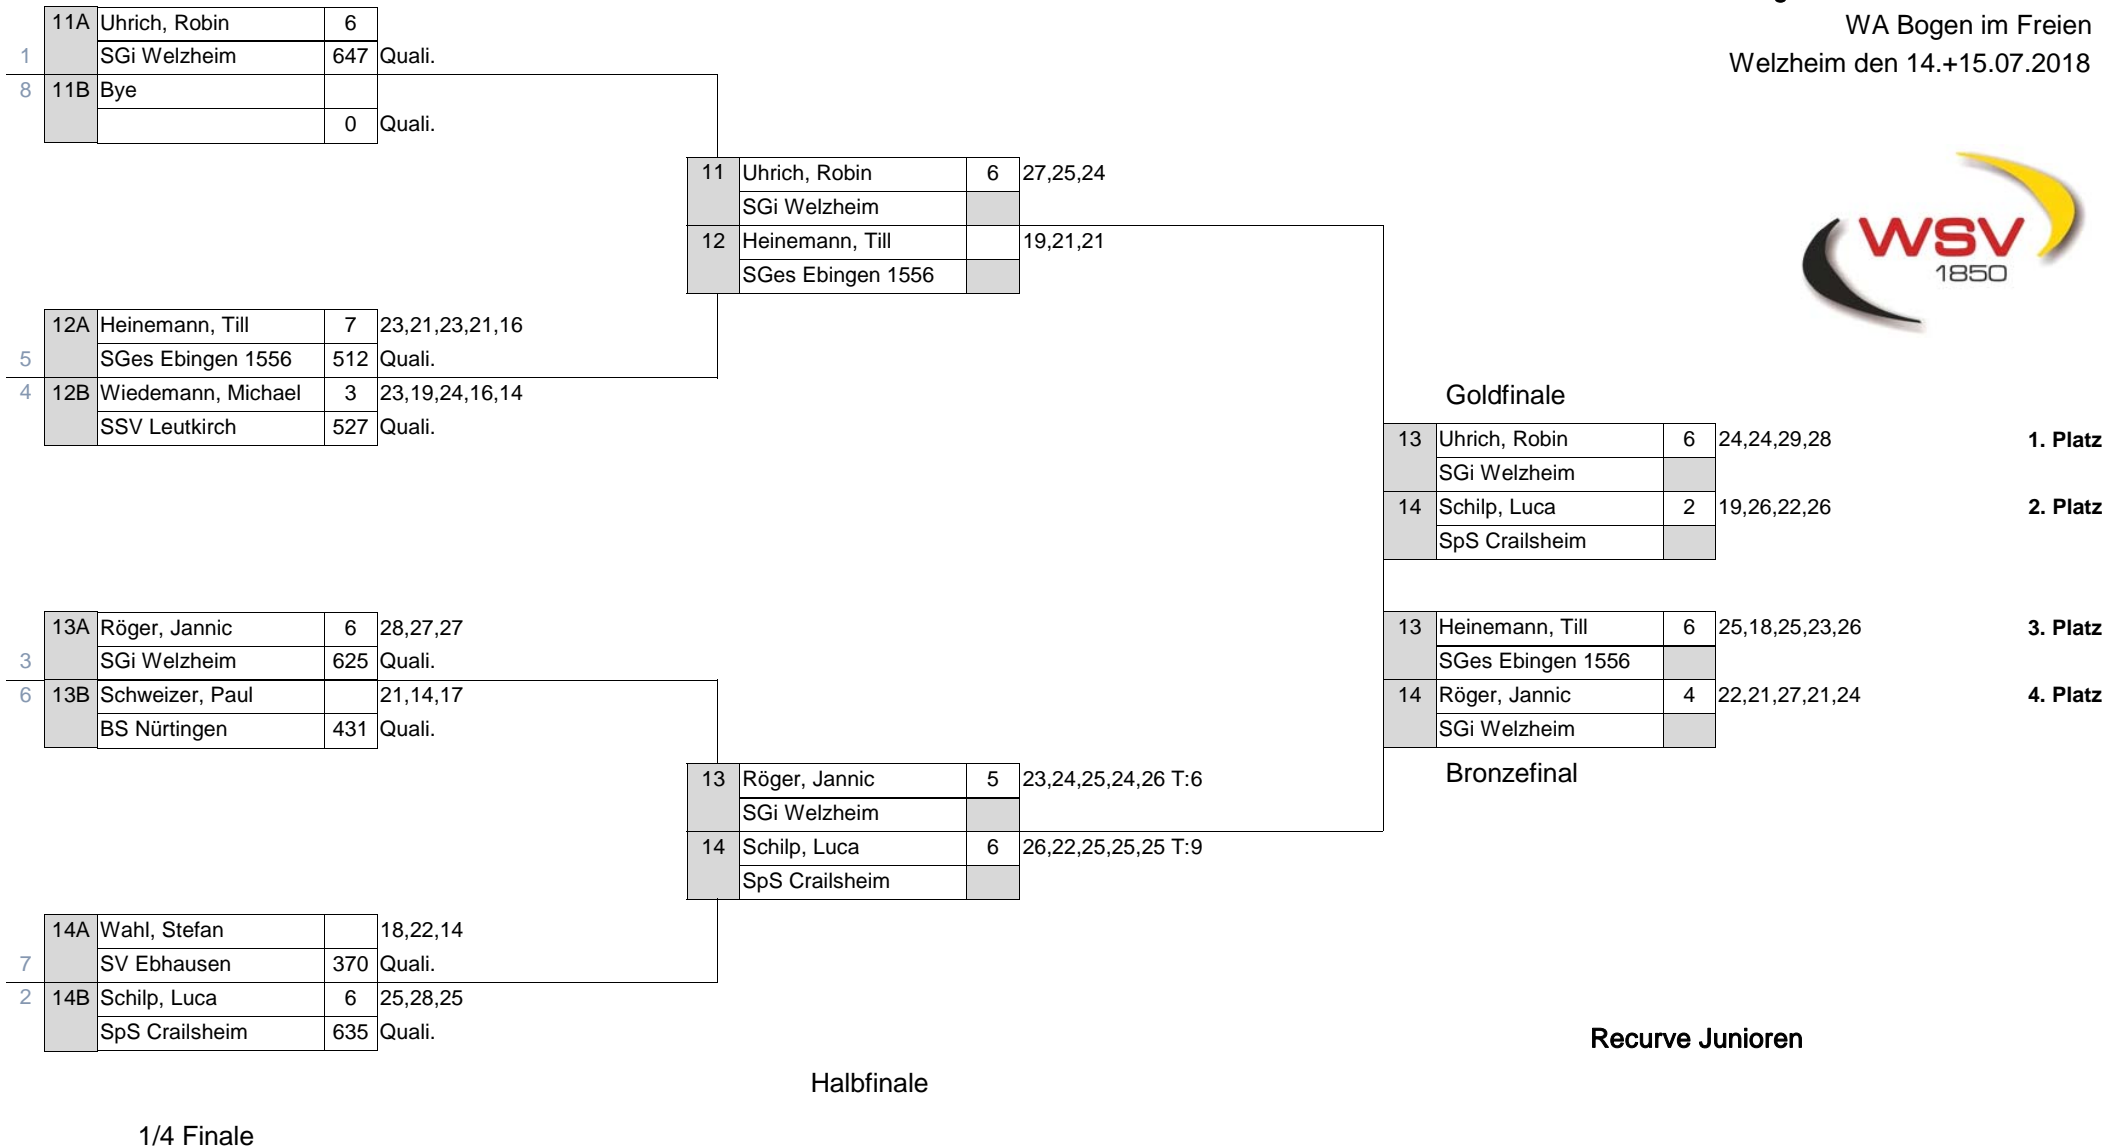 WA Bogen im Freien
Welzheim den 14.+15.07.2018
WSV
1850
11A Uhrich, Robin 6
1 SGi Welzheim 647 Quali.
8 11B Bye
0 Quali.
11 Uhrich, Robin 6 27,25,24
SGi Welzheim
12 Heinemann, Till 19,21,21
SGes Ebingen 1556
12A Heinemann, Till 7 23,21,23,21,16
5 SGes Ebingen 1556 512 Quali.
4 12B Wiedemann, Michael 3 23,19,24,16,14
SSV Leutkirch 527 Quali.
Goldfinale
13 Uhrich, Robin 6 24,24,29,28 1. Platz
SGi Welzheim
14 Schilp, Luca 2 19,26,22,26 2. Platz
SpS Crailsheim
13A Röger, Jannic 6 28,27,27
3 SGi Welzheim 625 Quali.
6 13B Schweizer, Paul 21,14,17
BS Nürtingen 431 Quali.
13 Heinemann, Till 6 25,18,25,23,26 3. Platz
SGes Ebingen 1556
14 Röger, Jannic 4 22,21,27,21,24 4. Platz
SGi Welzheim
Bronzefinal
13 Röger, Jannic 5 23,24,25,24,26 T:6
SGi Welzheim
14 Schilp, Luca 6 26,22,25,25,25 T:9
SpS Crailsheim
14A Wahl, Stefan 18,22,14
7 SV Ebhausen 370 Quali.
2 14B Schilp, Luca 6 25,28,25
SpS Crailsheim 635 Quali.
Recurve Junioren
Halbfinale
1/4 Finale